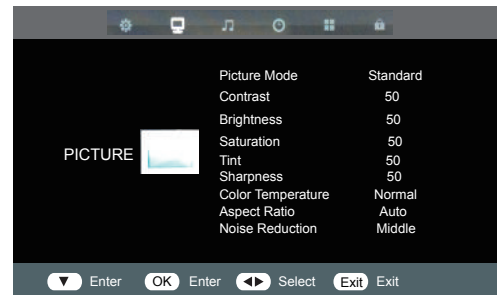 Picture Mode Standard
Contrast 50
Brightness 50
Saturation 50
PICTURE
Tint 50
Sharpness 50
Color Temperature Normal
Aspect Ratio Auto
Noise Reduction Middle
▼ Enter OK Enter ◀▶ Select Exit Exit